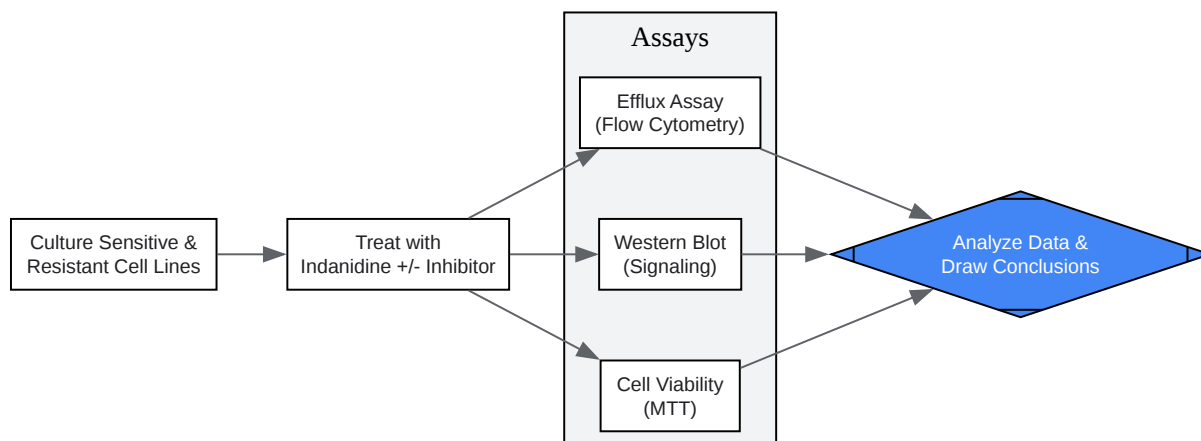 Assays
Efflux Assay
(Flow Cytometry)
Culture Sensitive &
Resistant Cell Lines
Treat with
Indanidine +/- Inhibitor
Western Blot
(Signaling)
Analyze Data &
Draw Conclusions
Cell Viability
(MTT)